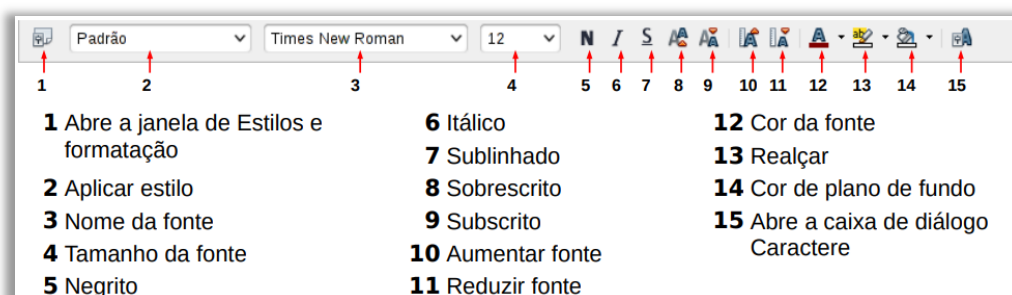 Padrão Times New Roman 12 N I S
1 2 3 4 5 6 7 8 9 10 11 12 13 14 15
1 Abre a janela de Estilos e
formatação
2 Aplicar estilo
3 Nome da fonte
4 Tamanho da fonte
5 Negrito
6 Itálico
7 Sublinhado
8 Sobrescrito
9 Subscrito
10 Aumentar fonte
11 Reduzir fonte
12 Cor da fonte
13 Realçar
14 Cor de plano de fundo
15 Abre a caixa de diálogo
Caractere